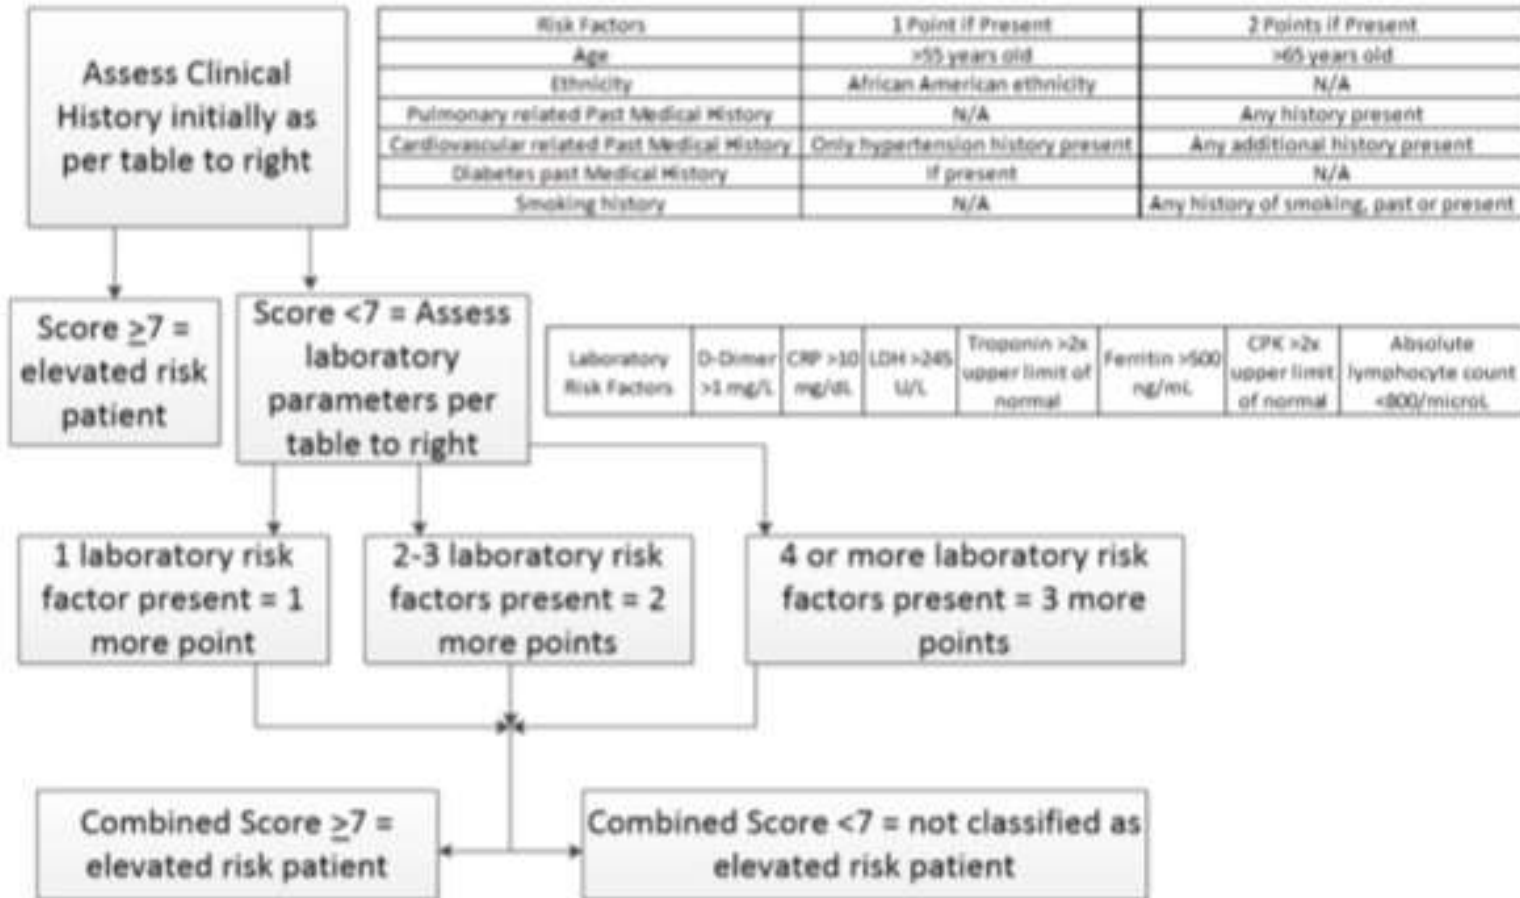 Assess Clinical
History initially as
per table to right
Risk Factors 1 Point if Present 2 Points if Present
Age >55 years old >65 years old
Ethnicity African American ethnicity N/A
Pulmonary related Past Medical History N/A Any history present
Cardiovascular related Past Medical History Only hypertension history present Any additional history present
Diabetes past Medical History If present N/A
Smoking history N/A Any history of smoking, past or present
Score ≥7 =
elevated risk
patient
Score <7 = Assess
laboratory
parameters per
table to right
Laboratory
Risk Factors
D-Dimer
>1 mg/L
CRP >10
mg/dL
LDH >245
U/L
Troponin >2x
upper limit of
normal
Ferritin >500
ng/mL
CPK >2x
upper limit
of normal
Absolute
lymphocyte count
<800/microL
1 laboratory risk
factor present = 1
more point
2-3 laboratory risk
factors present = 2
more points
4 or more laboratory risk
factors present = 3 more
points
Combined Score ≥7 =
elevated risk patient
Combined Score <7 = not classified as
elevated risk patient